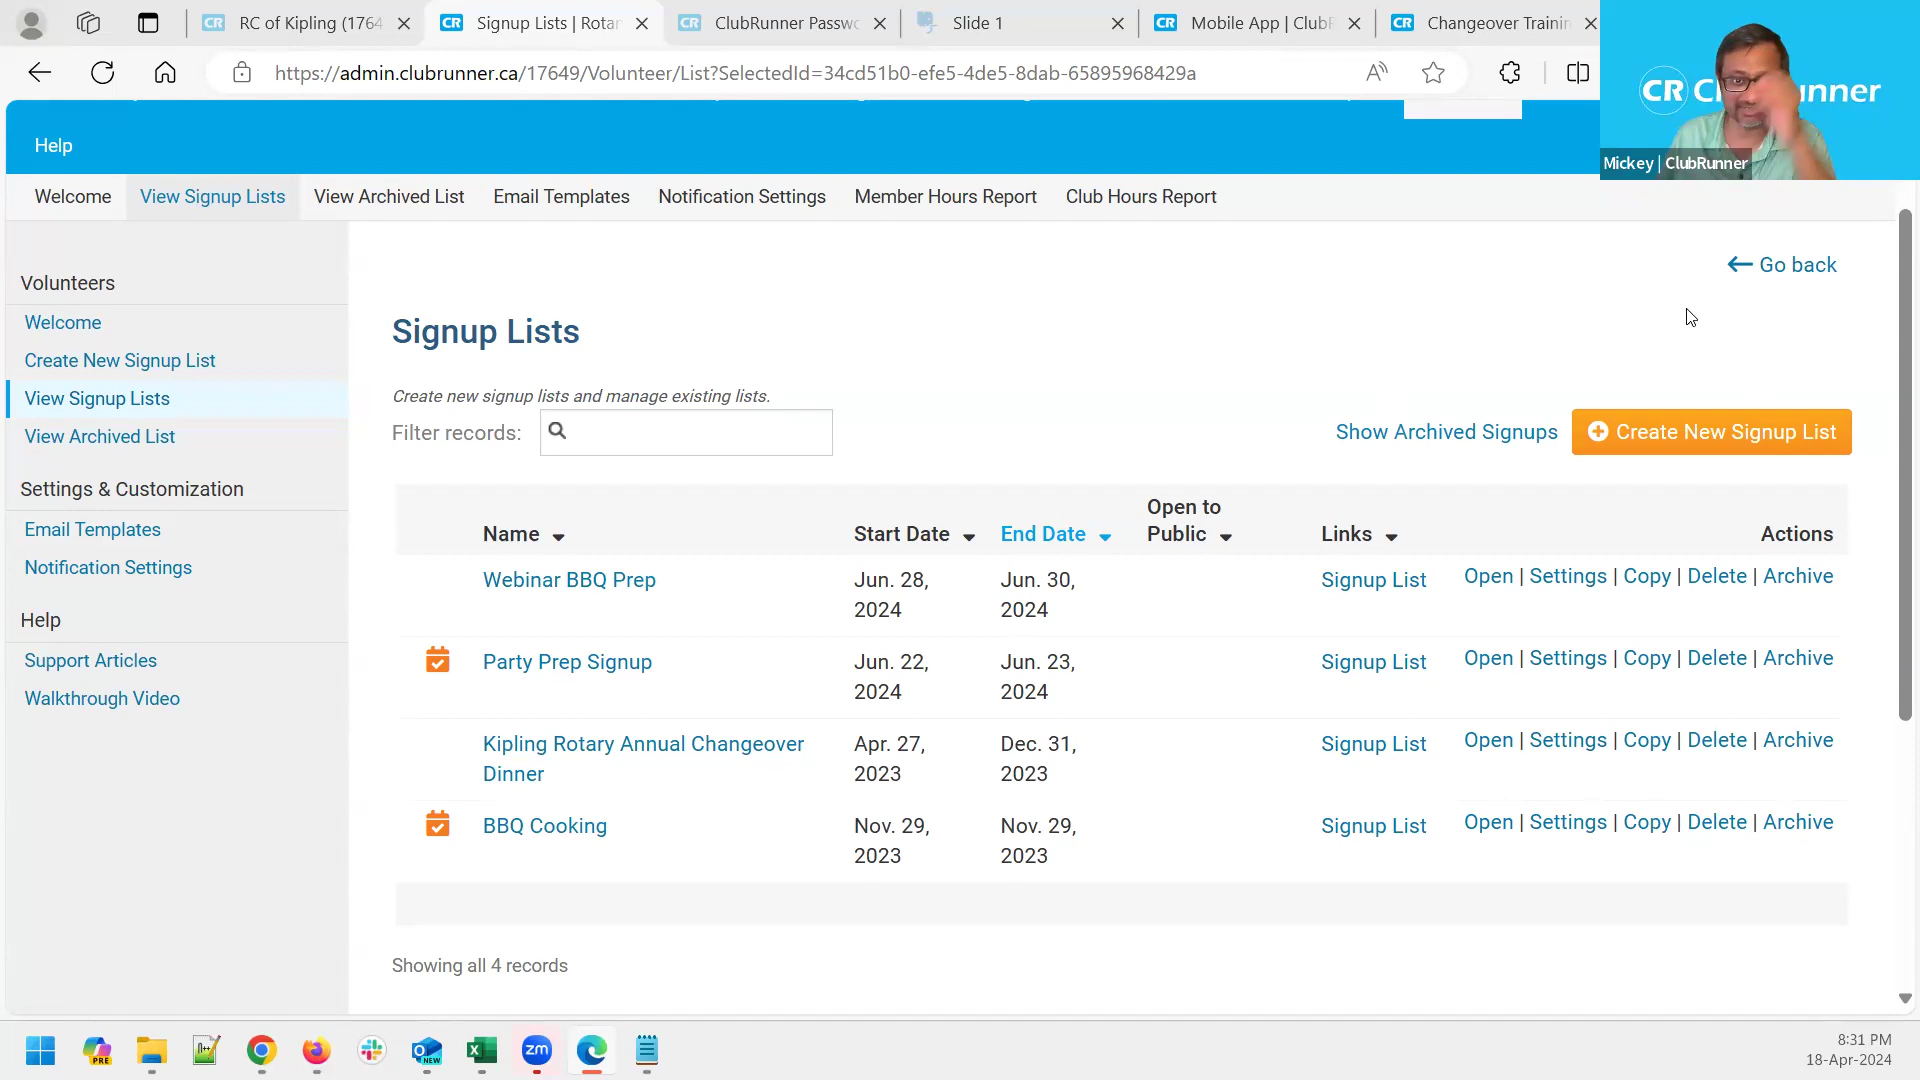 RC of Kipling (1764
Signup Lists | Rotar
ClubRunner Passwo
Slide 1
Mobile App | ClubR
Changeover Trainin
https://admin.clubrunner.ca/17649/Volunteer/List?SelectedId=34cd51b0-efe5-4de5-8dab-65895968429a
CR
unner
Mickey | ClubRunner
Help
Welcome
View Signup Lists
View Archived List
Email Templates
Notification Settings
Member Hours Report
Club Hours Report
Volunteers
Welcome
Create New Signup List
View Signup Lists
View Archived List
Settings & Customization
Email Templates
Notification Settings
Help
Support Articles
Walkthrough Video
Go back
Signup Lists
Create new signup lists and manage existing lists.
Filter records:
Show Archived Signups
Create New Signup List
Name Start Date End Date Open to Public Links Actions
Webinar BBQ Prep Jun. 28, 2024 Jun. 30, 2024 Signup List Open | Settings | Copy | Delete | Archive
Party Prep Signup Jun. 22, 2024 Jun. 23, 2024 Signup List Open | Settings | Copy | Delete | Archive
Kipling Rotary Annual Changeover Dinner Apr. 27, 2023 Dec. 31, 2023 Signup List Open | Settings | Copy | Delete | Archive
BBQ Cooking Nov. 29, 2023 Nov. 29, 2023 Signup List Open | Settings | Copy | Delete | Archive
Showing all 4 records
PRE
NEW
zm
8:31 PM
18-Apr-2024